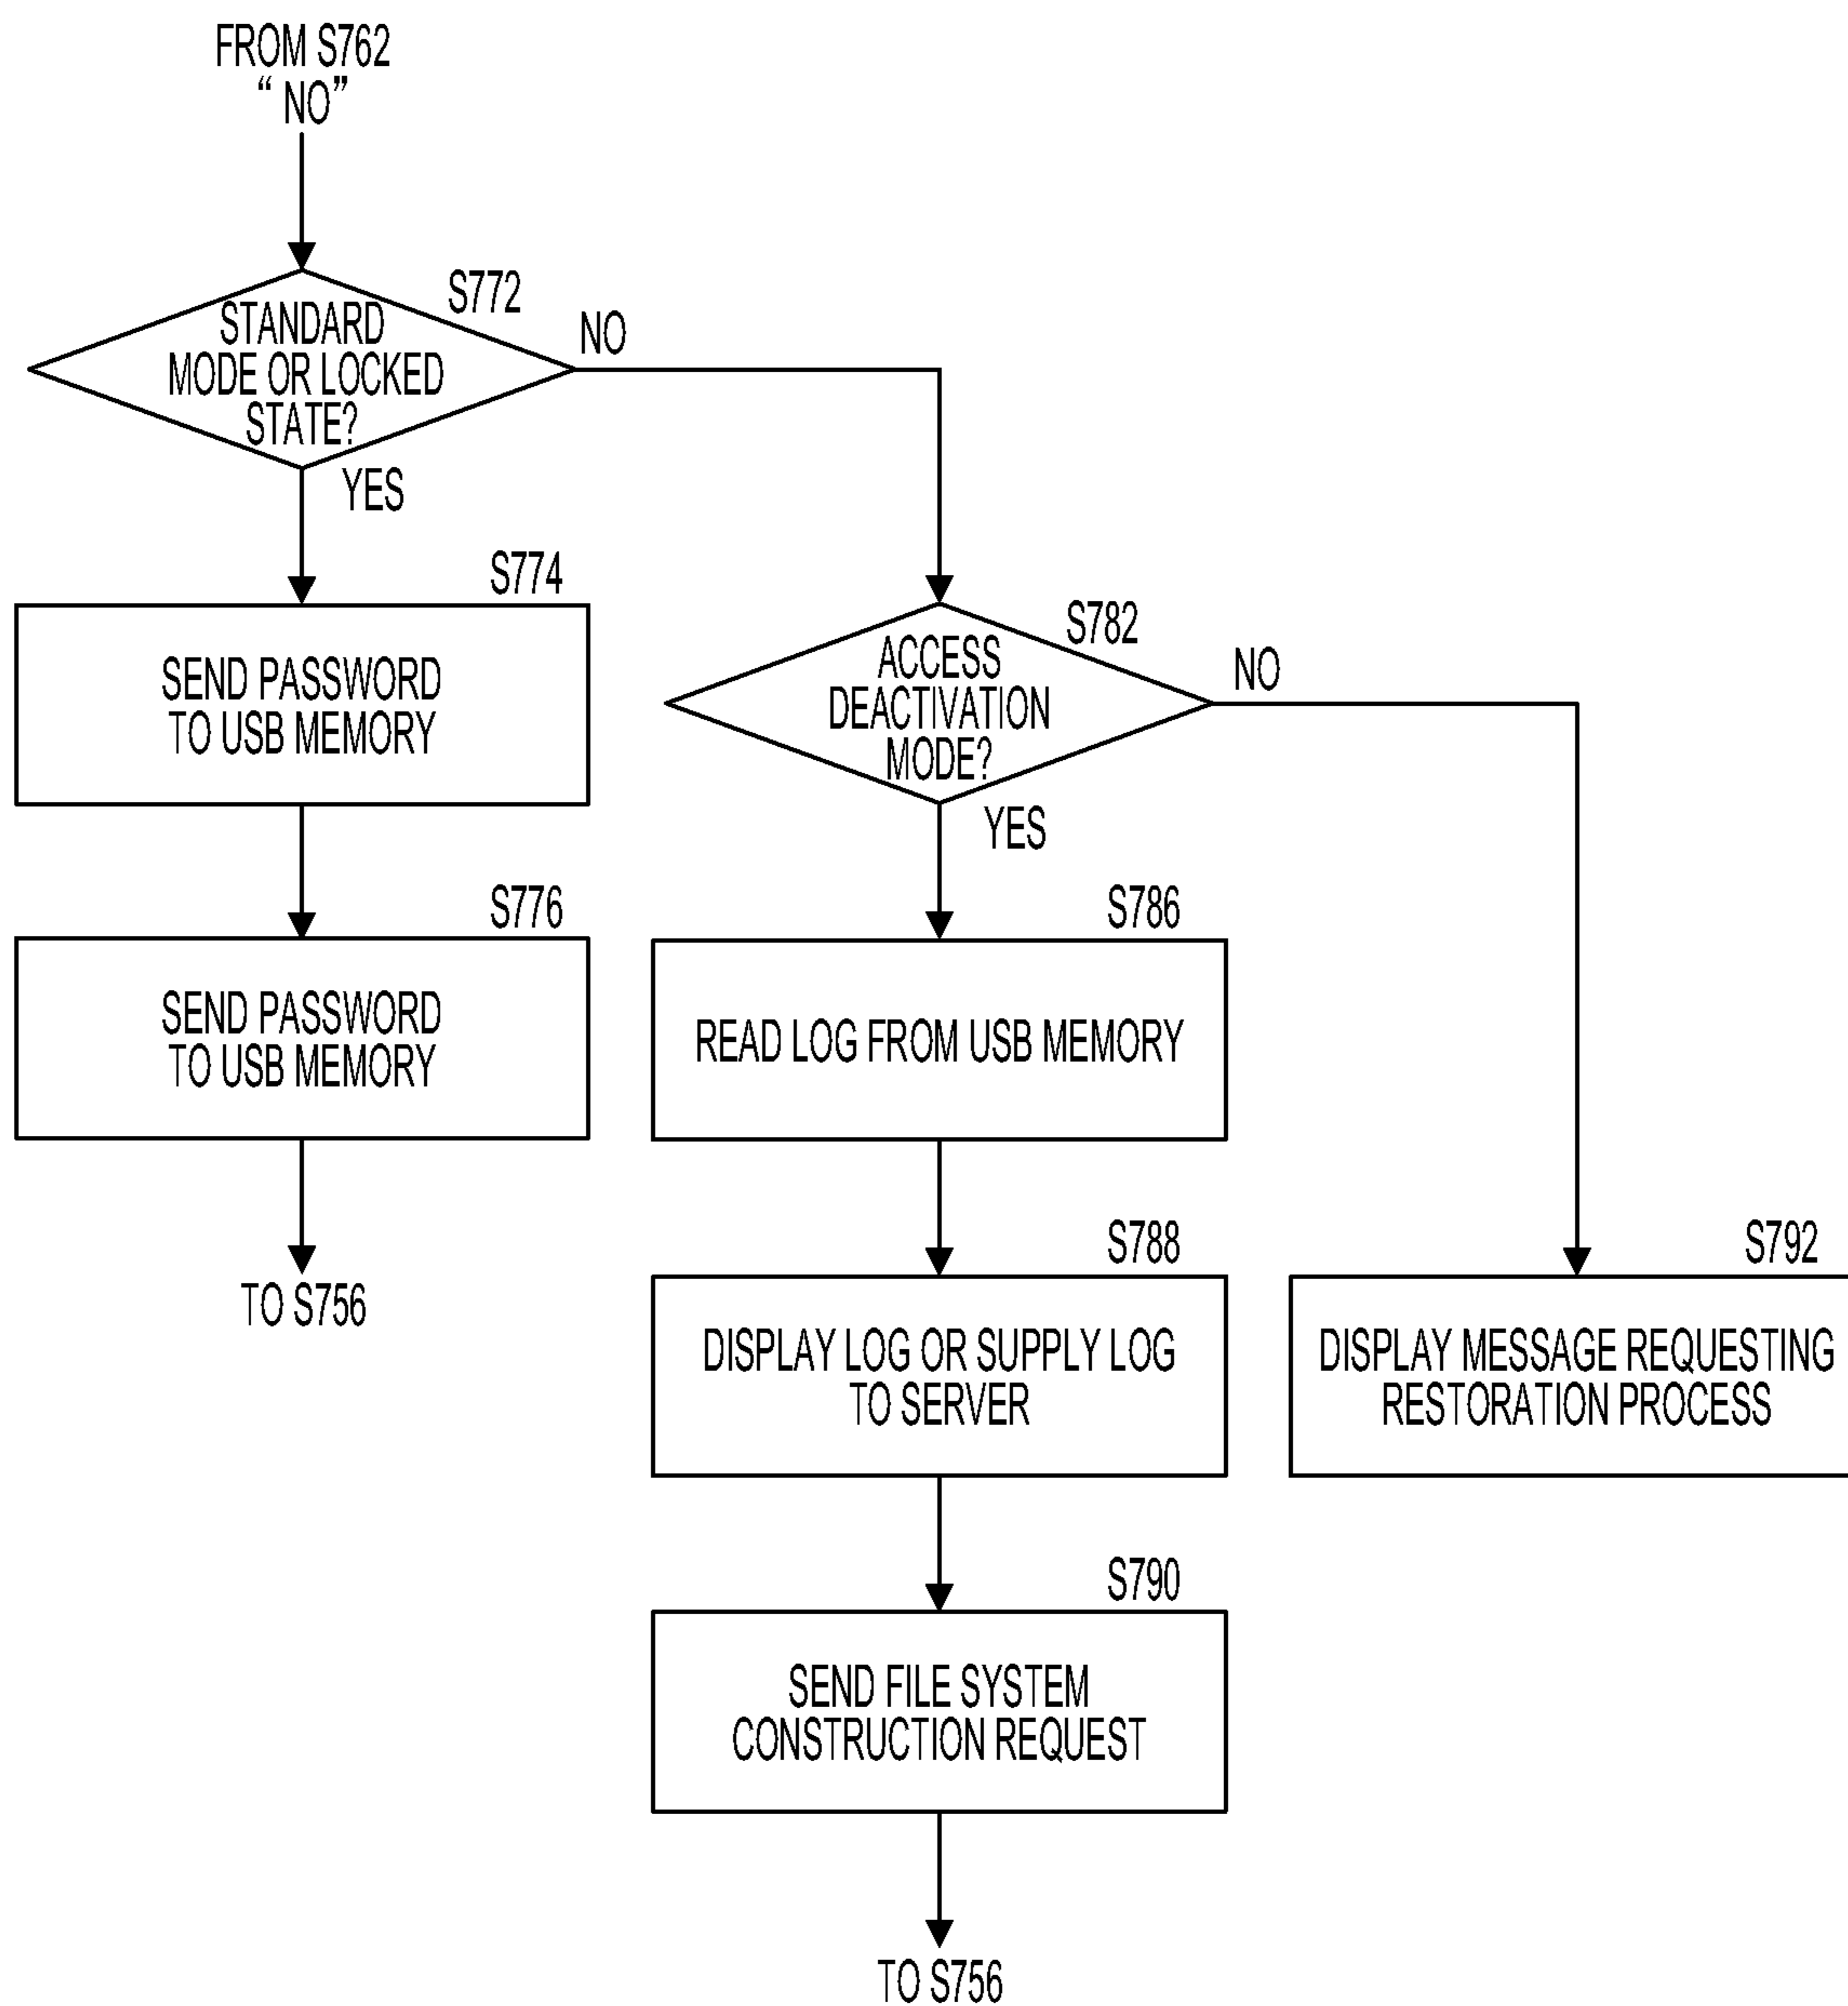 FROM S762
“ NO”
S772
STANDARD
MODE OR LOCKED
STATE?
NO
YES
S774
SEND PASSWORD
TO USB MEMORY
S776
SEND PASSWORD
TO USB MEMORY
TO S756
S782
ACCESS
DEACTIVATION
MODE?
NO
YES
S786
READ LOG FROM USB MEMORY
S788
DISPLAY LOG OR SUPPLY LOG
TO SERVER
S790
SEND FILE SYSTEM
CONSTRUCTION REQUEST
TO S756
S792
DISPLAY MESSAGE REQUESTING
RESTORATION PROCESS